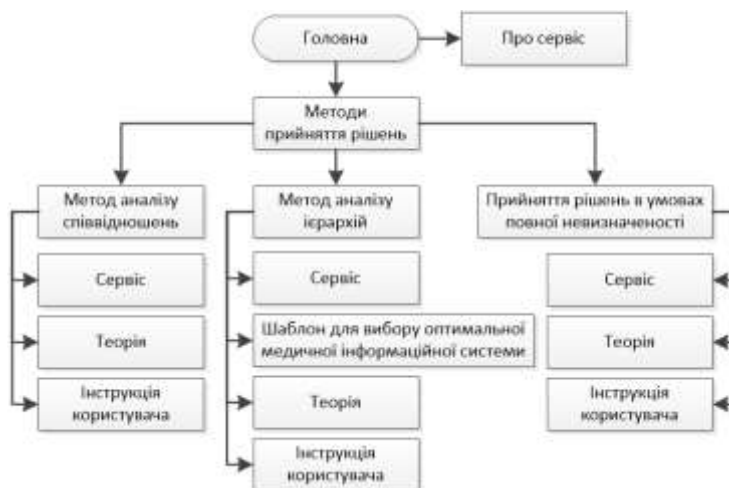 Головна
Про сервіс
Методи
прийняття рішень
Метод аналізу
співвідношень
Сервіс
Теорія
Інструкція
користувача
Метод аналізу
ієрархій
Сервіс
Шаблон для вибору оптимальної
медичної інформаційної системи
Теорія
Інструкція
користувача
Прийняття рішень в умовах
повної невизначеності
Сервіс
Теорія
Інструкція
користувача